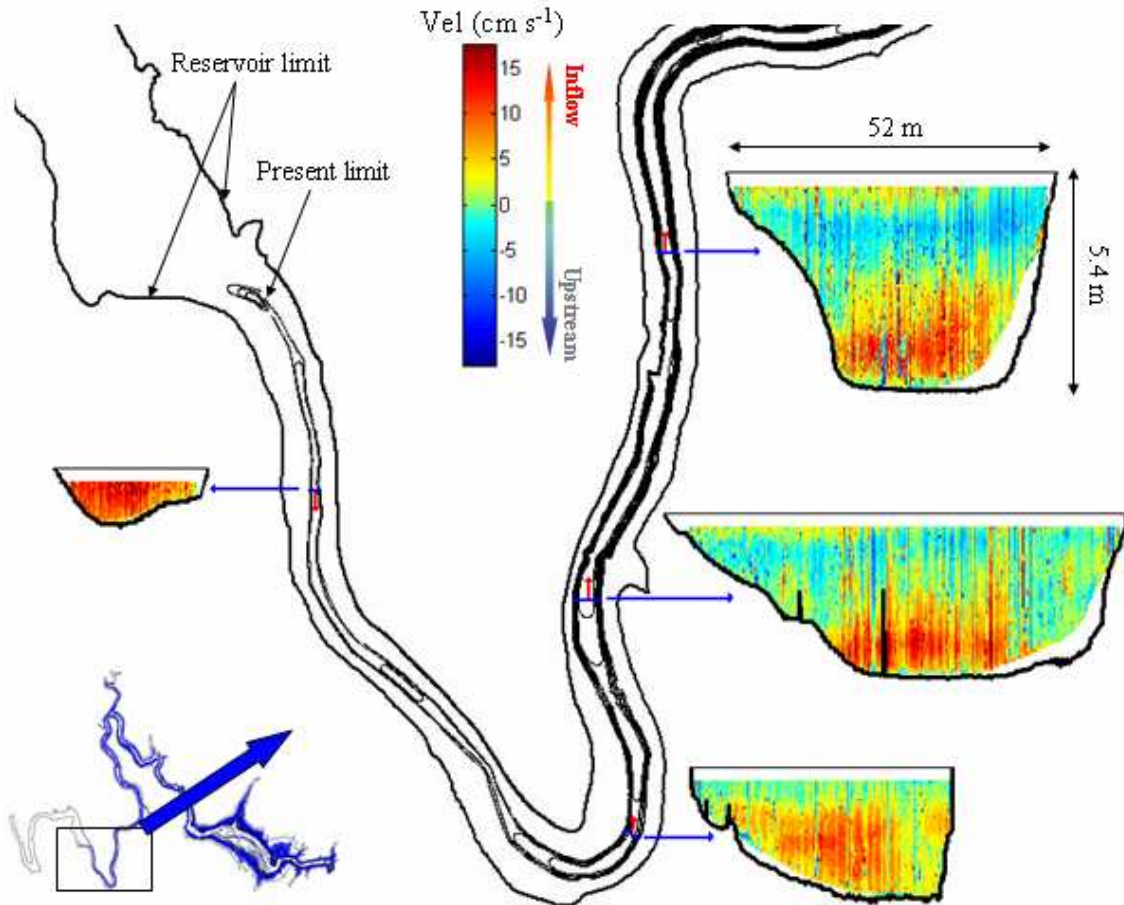 Vel (cm s-1)
Reservoir limit
Present limit
15
10
5
0
-5
-10
-15
Inflow
Upstream
52 m
5.4 m